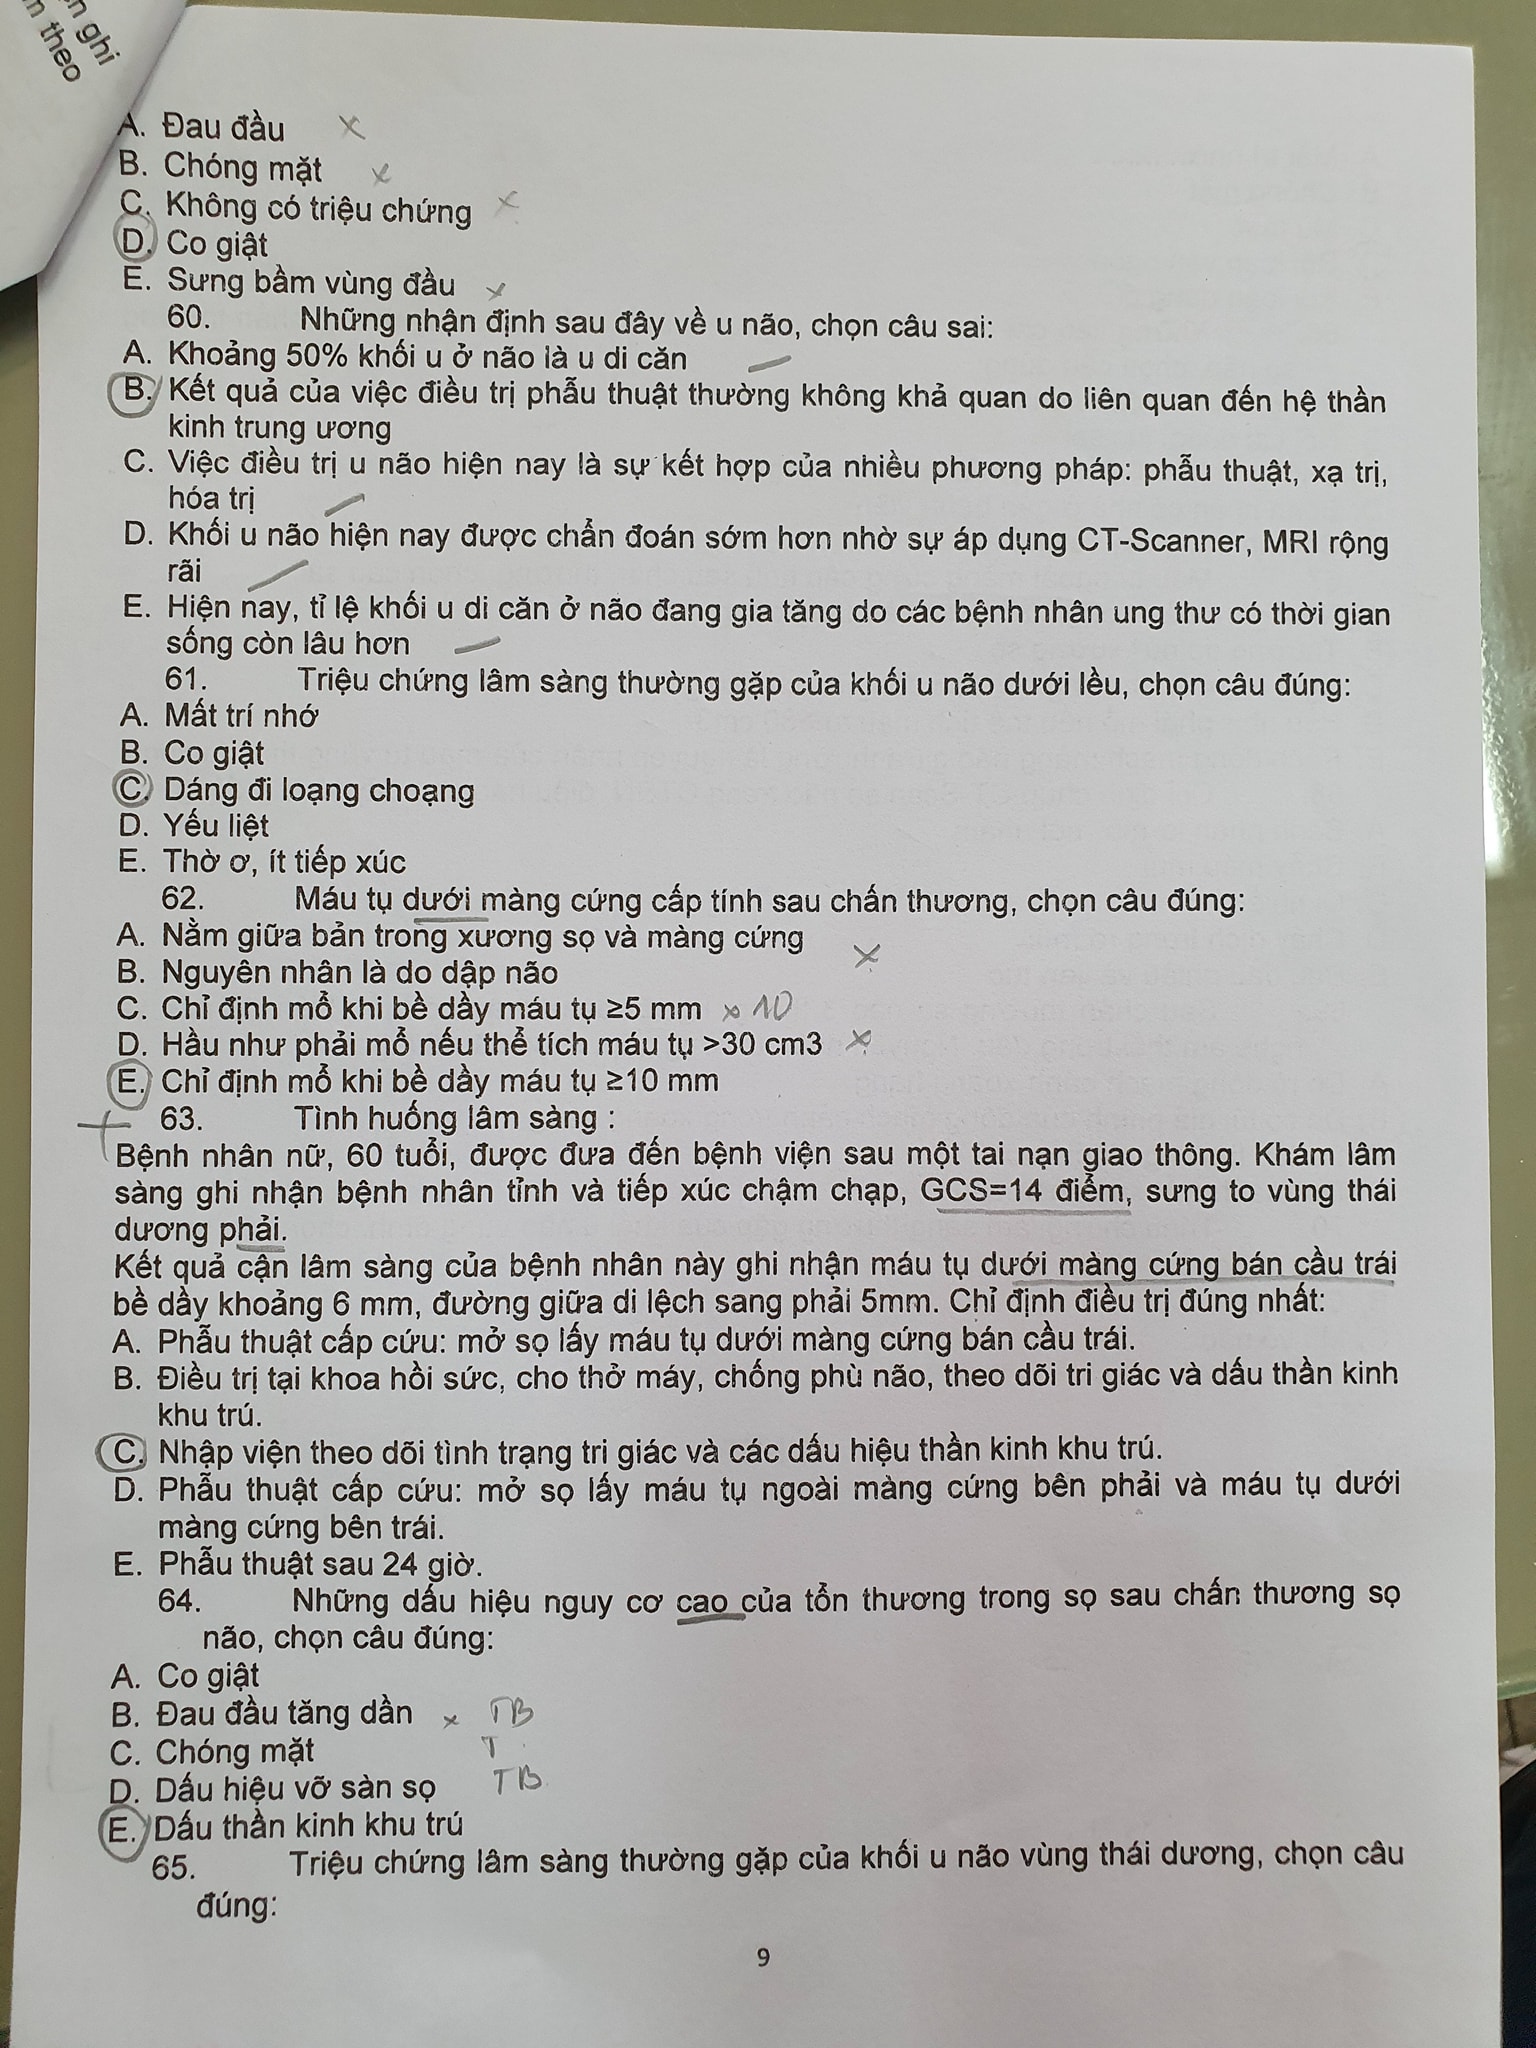 n ghi
m theo
A. Đau đầu x
B. Chóng mặt x
C. Không có triệu chứng x
D. Co giật
E. Sưng bầm vùng đầu x
60. Những nhận định sau đây về u não, chọn câu sai:
A. Khoảng 50% khối u ở não là u di căn
B. Kết quả của việc điều trị phẫu thuật thường không khả quan do liên quan đến hệ thần
kinh trung ương
C. Việc điều trị u não hiện nay là sự kết hợp của nhiều phương pháp: phẫu thuật, xạ trị,
hóa trị
D. Khối u não hiện nay được chẩn đoán sớm hơn nhờ sự áp dụng CT-Scanner, MRI rộng
rãi
E. Hiện nay, tỉ lệ khối u di căn ở não đang gia tăng do các bệnh nhân ung thư có thời gian
sống còn lâu hơn
61. Triệu chứng lâm sàng thường gặp của khối u não dưới lều, chọn câu đúng:
A. Mất trí nhớ
B. Co giật
C. Dáng đi loạng choạng
D. Yếu liệt
E. Thờ ơ, ít tiếp xúc
62. Máu tụ dưới màng cứng cấp tính sau chấn thương, chọn câu đúng:
A. Nằm giữa bản trong xương sọ và màng cứng x
B. Nguyên nhân là do dập não
C. Chỉ định mổ khi bề dầy máu tụ ≥5 mm x 10
D. Hầu như phải mổ nếu thể tích máu tụ >30 cm3 x
E. Chỉ định mổ khi bề dầy máu tụ ≥10 mm
63. Tình huống lâm sàng :
Bệnh nhân nữ, 60 tuổi, được đưa đến bệnh viện sau một tai nạn giao thông. Khám lâm
sàng ghi nhận bệnh nhân tỉnh và tiếp xúc chậm chạp, GCS=14 điểm, sưng to vùng thái
dương phải.
Kết quả cận lâm sàng của bệnh nhân này ghi nhận máu tụ dưới màng cứng bán cầu trái
bề dầy khoảng 6 mm, đường giữa di lệch sang phải 5mm. Chỉ định điều trị đúng nhất:
A. Phẫu thuật cấp cứu: mở sọ lấy máu tụ dưới màng cứng bán cầu trái.
B. Điều trị tại khoa hồi sức, cho thở máy, chống phù não, theo dõi tri giác và dấu thần kinh
khu trú.
C. Nhập viện theo dõi tình trạng tri giác và các dấu hiệu thần kinh khu trú.
D. Phẫu thuật cấp cứu: mở sọ lấy máu tụ ngoài màng cứng bên phải và máu tụ dưới
màng cứng bên trái.
E. Phẫu thuật sau 24 giờ.
64. Những dấu hiệu nguy cơ cao của tổn thương trong sọ sau chấn thương sọ
não, chọn câu đúng:
A. Co giật
B. Đau đầu tăng dần x TB
C. Chóng mặt T
D. Dấu hiệu vỡ sàn sọ TB
E. Dấu thần kinh khu trú
65. Triệu chứng lâm sàng thường gặp của khối u não vùng thái dương, chọn câu
đúng:
9